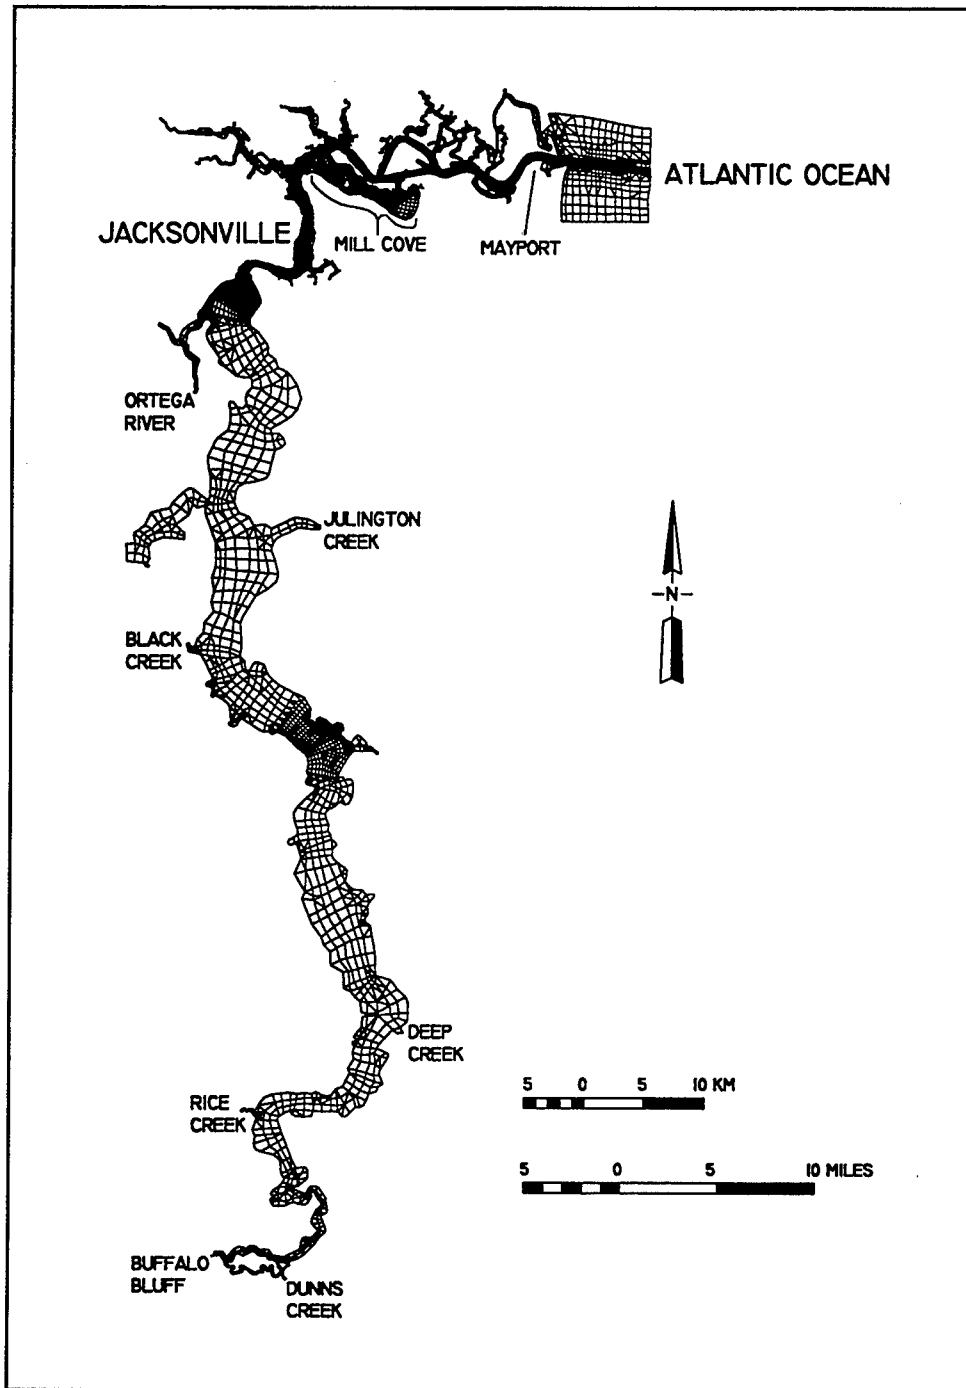 ATLANTIC OCEAN
JACKSONVILLE
MILL COVE
MAYPORT
ORTEGA
RIVER
JULINGTON
CREEK
-N-
BLACK
CREEK
DEEP
CREEK
5 0 5 10 KM
RICE
CREEK
5 0 5 10 MILES
BUFFALO
BLUFF
DUNNS
CREEK